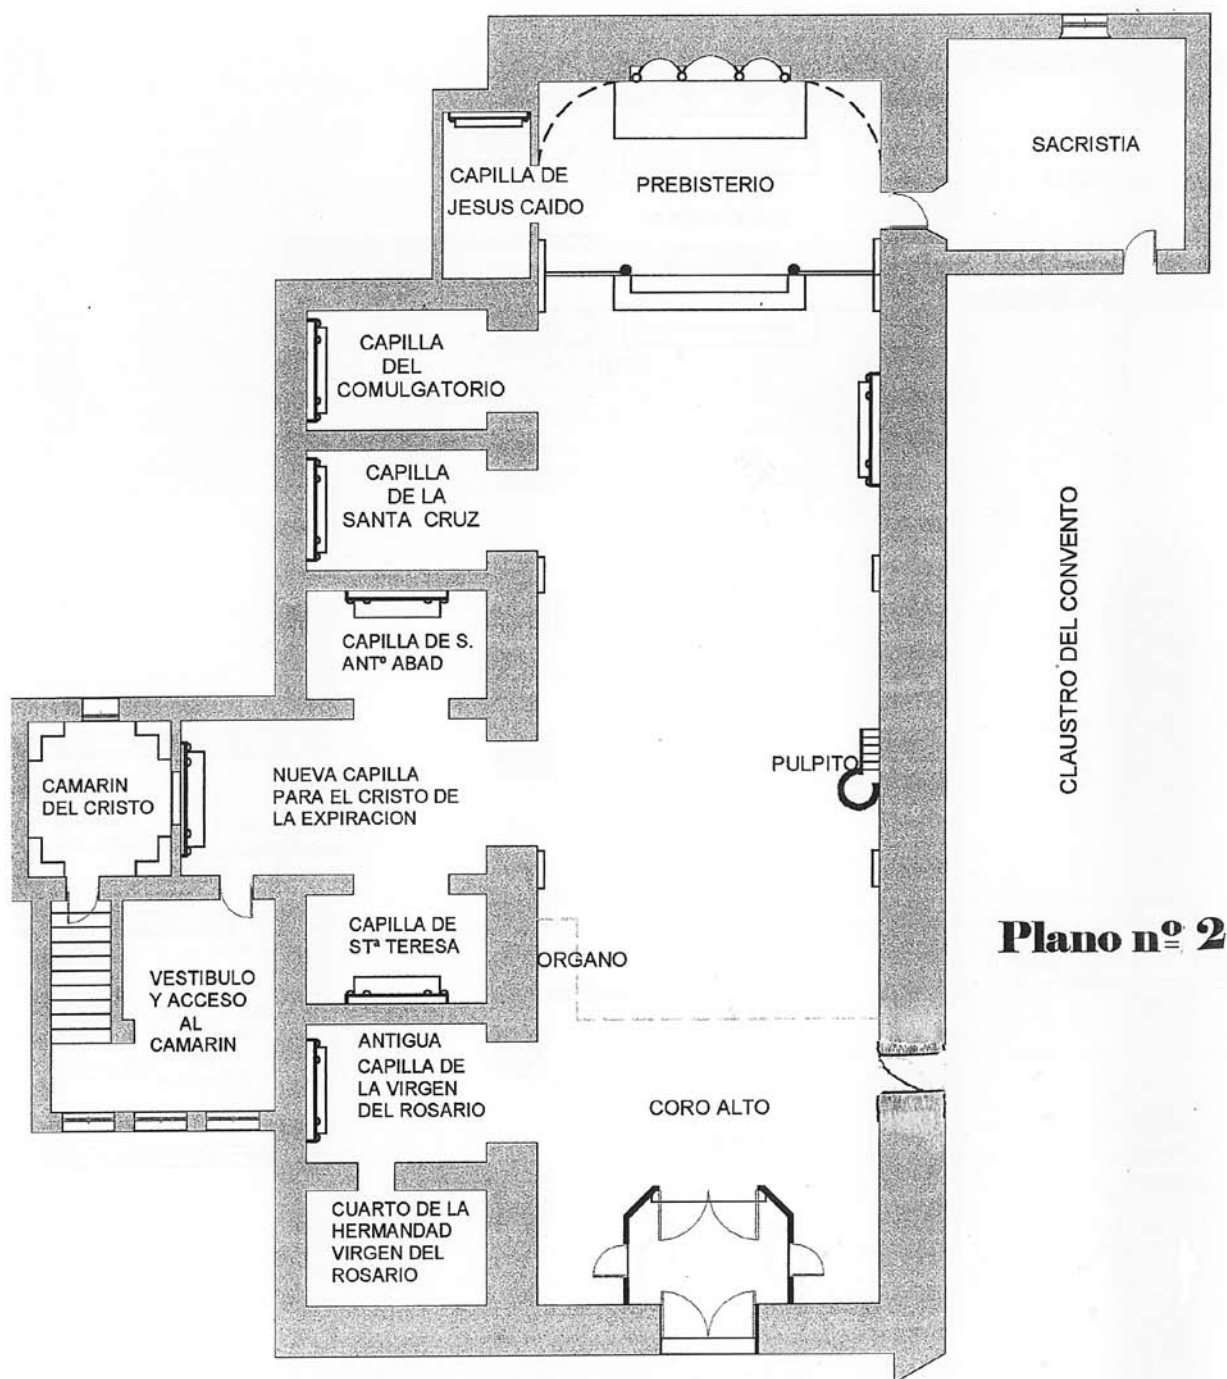 SACRISTIA
CAPILLA DE
JESUS CAIDO
PREBISTERIO
CAPILLA
DEL
COMULGATORIO
CAPILLA
DE LA
SANTA CRUZ
CLAUSTRO DEL CONVENTO
CAPILLA DE S.
ANTº ABAD
CAMARIN
DEL CRISTO
NUEVA CAPILLA
PARA EL CRISTO DE
LA EXPIRACION
PULPITO
CAPILLA DE
STª TERESA
ORGANO
Plano nº 2
VESTIBULO
Y ACCESO
AL
CAMARIN
ANTIGUA
CAPILLA DE
LA VIRGEN
DEL ROSARIO
CORO ALTO
CUARTO DE LA
HERMANDAD
VIRGEN DEL
ROSARIO